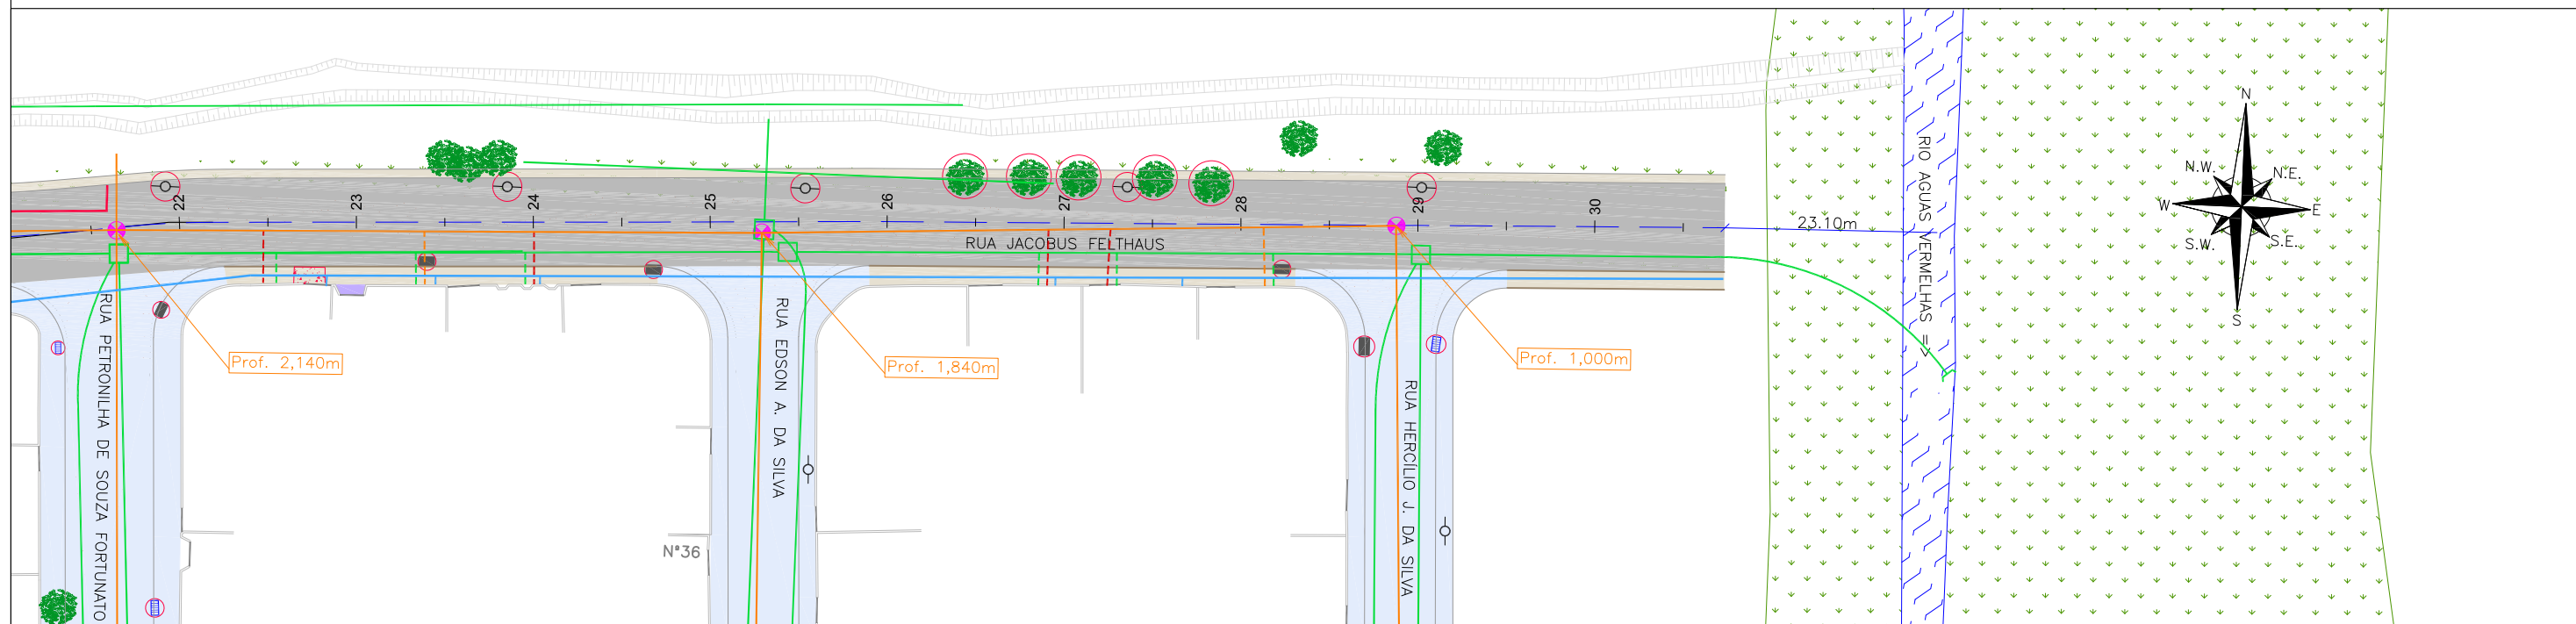 22
23
24
25
26
27
28
29
30
RUA JACOBUS FELTHAUS
23.10m
RIO AGUAS VERMELHAS =>
N
N.W.
N.E.
W
E
S.W.
S.E.
S
RUA PETRONILHA DE SOUZA FORTUNATO
Prof. 2,140m
RUA EDSON A. DA SILVA
Prof. 1,840m
RUA HERCÍLIO J. DA SILVA
Prof. 1,000m
N°36